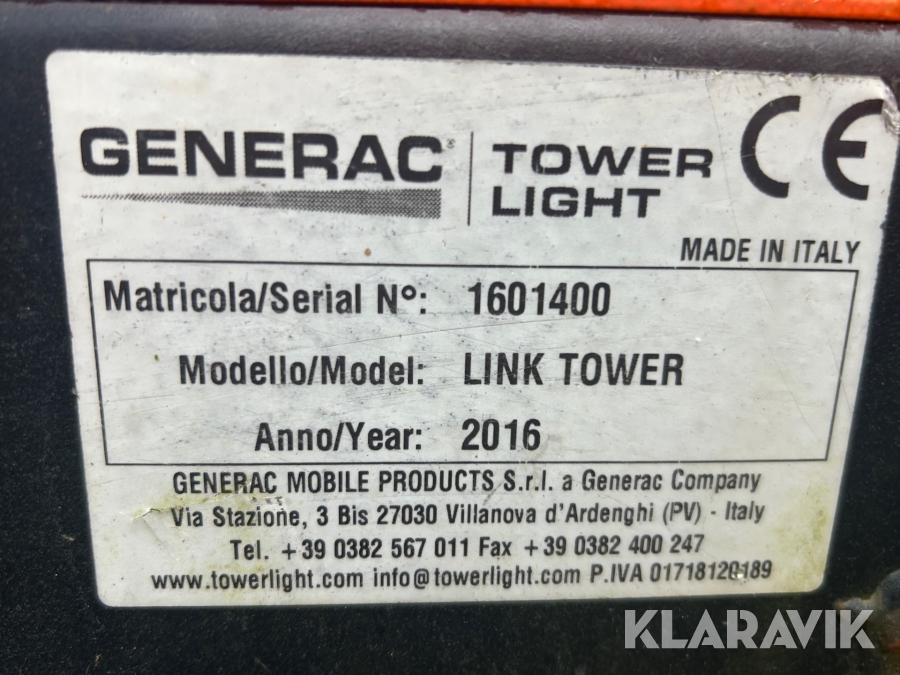 GENERAC®
TOWER
LIGHT
CE
MADE IN ITALY
Matricola/Serial N°: 1601400
Modello/Model: LINK TOWER
Anno/Year: 2016
GENERAC MOBILE PRODUCTS S.r.l. a Generac Company
Via Stazione, 3 Bis 27030 Villanova d'Ardenghi (PV) - Italy
Tel. +39 0382 567 011 Fax +39 0382 400 247
www.towerlight.com info@towerlight.com P.IVA 01718120189
KLARAVIK